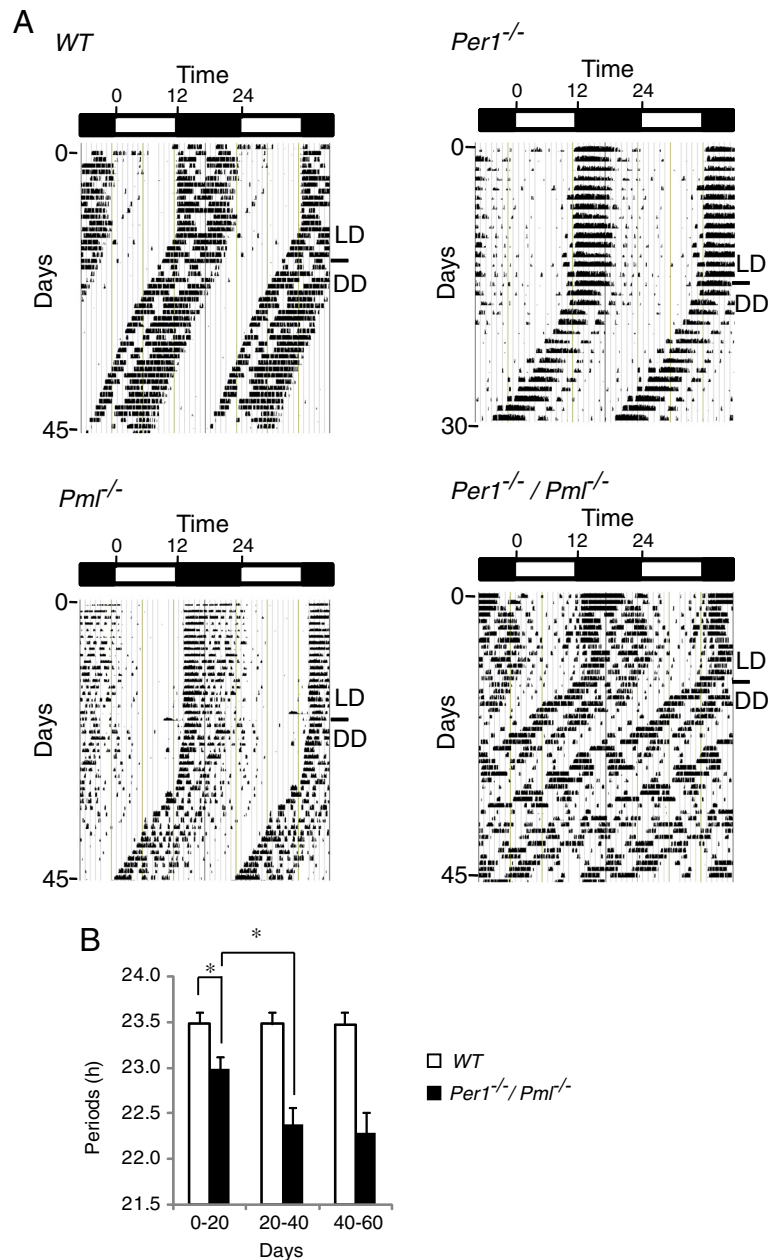 A
WT
Time
0 12 24
0
Days
LD
DD
45
Per1-/-
Time
0 12 24
0
Days
LD
DD
30
Pml-/-
Time
0 12 24
0
Days
LD
DD
45
Per1-/- / Pml-/-
Time
0 12 24
0
Days
LD
DD
45
B
*
*
24.0
23.5
23.0
22.5
22.0
21.5
Periods (h)
0-20 20-40 40-60
Days
WT
Per1-/-/ Pml-/-